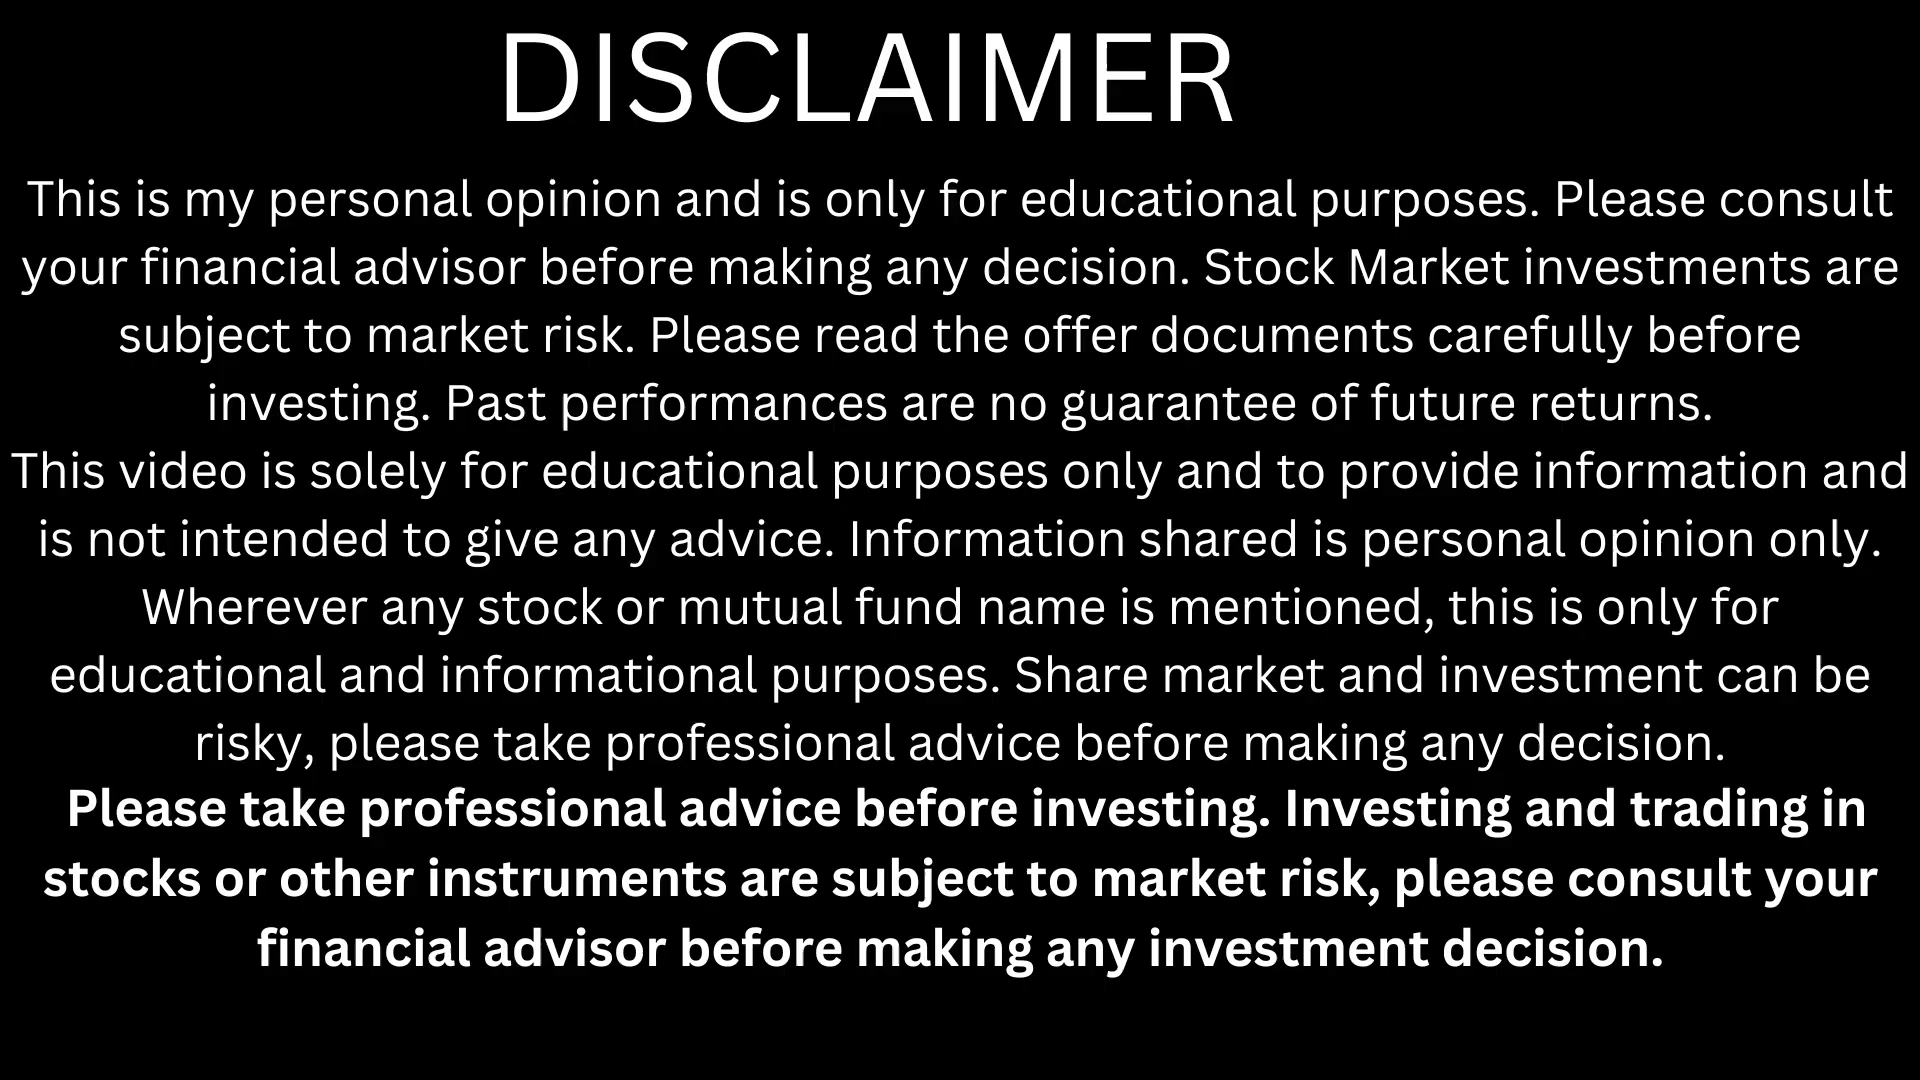 DISCLAIMER
This is my personal opinion and is only for educational purposes. Please consult
your financial advisor before making any decision. Stock Market investments are
subject to market risk. Please read the offer documents carefully before
investing. Past performances are no guarantee of future returns.
This video is solely for educational purposes only and to provide information and
is not intended to give any advice. Information shared is personal opinion only.
Wherever any stock or mutual fund name is mentioned, this is only for
educational and informational purposes. Share market and investment can be
risky, please take professional advice before making any decision.
Please take professional advice before investing. Investing and trading in
stocks or other instruments are subject to market risk, please consult your
financial advisor before making any investment decision.